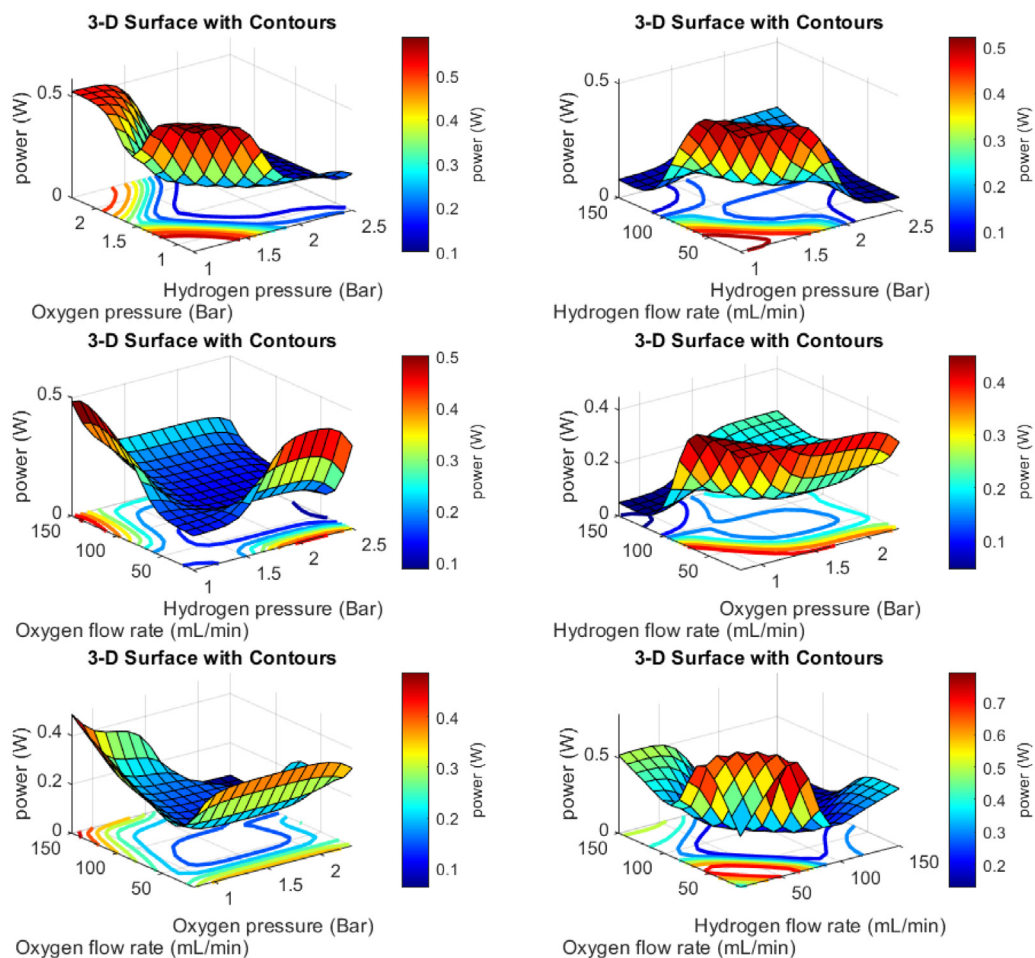 3-D Surface with Contours
power (W)
0.5
0
2
1.5
1
1
1.5
2
2.5
Hydrogen pressure (Bar)
Oxygen pressure (Bar)
0.5
0.4
0.3
0.2
0.1
power (W)
3-D Surface with Contours
power (W)
0.5
0
150
100
50
1
1.5
2
2.5
Hydrogen pressure (Bar)
Hydrogen flow rate (mL/min)
0.5
0.4
0.3
0.2
0.1
power (W)
3-D Surface with Contours
power (W)
0.5
0
150
100
50
1
1.5
2
2.5
Hydrogen pressure (Bar)
Oxygen flow rate (mL/min)
0.5
0.4
0.3
0.2
0.1
power (W)
3-D Surface with Contours
power (W)
0.4
0.2
0
150
100
50
1
1.5
2
Oxygen pressure (Bar)
Hydrogen flow rate (mL/min)
0.4
0.3
0.2
0.1
power (W)
3-D Surface with Contours
power (W)
0.4
0.2
0
150
100
50
1
1.5
2
Oxygen pressure (Bar)
Oxygen flow rate (mL/min)
0.4
0.3
0.2
0.1
power (W)
3-D Surface with Contours
power (W)
0.5
0
150
100
50
50
100
150
Hydrogen flow rate (mL/min)
Oxygen flow rate (mL/min)
0.7
0.6
0.5
0.4
0.3
0.2
power (W)